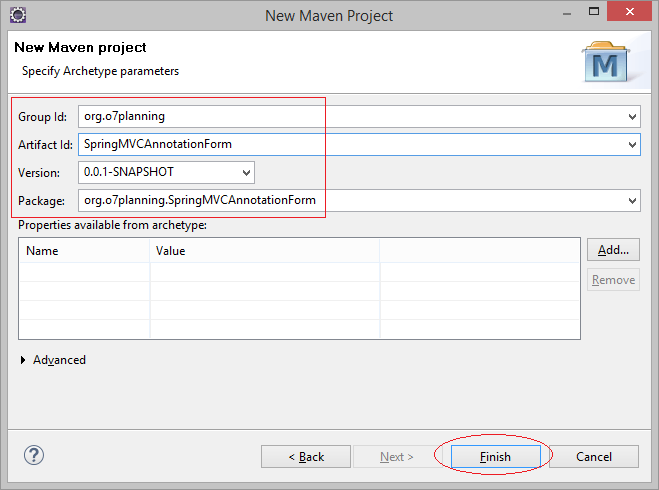 New Maven Project
New Maven project
Specify Archetype parameters
M
Group Id: org.o7planning
Artifact Id: SpringMVCAnnotationForm
Version: 0.0.1-SNAPSHOT
Package: org.o7planning.SpringMVCAnnotationForm
Properties available from archetype:
Name Value
Add...
Remove
Advanced
? < Back Next > Finish Cancel